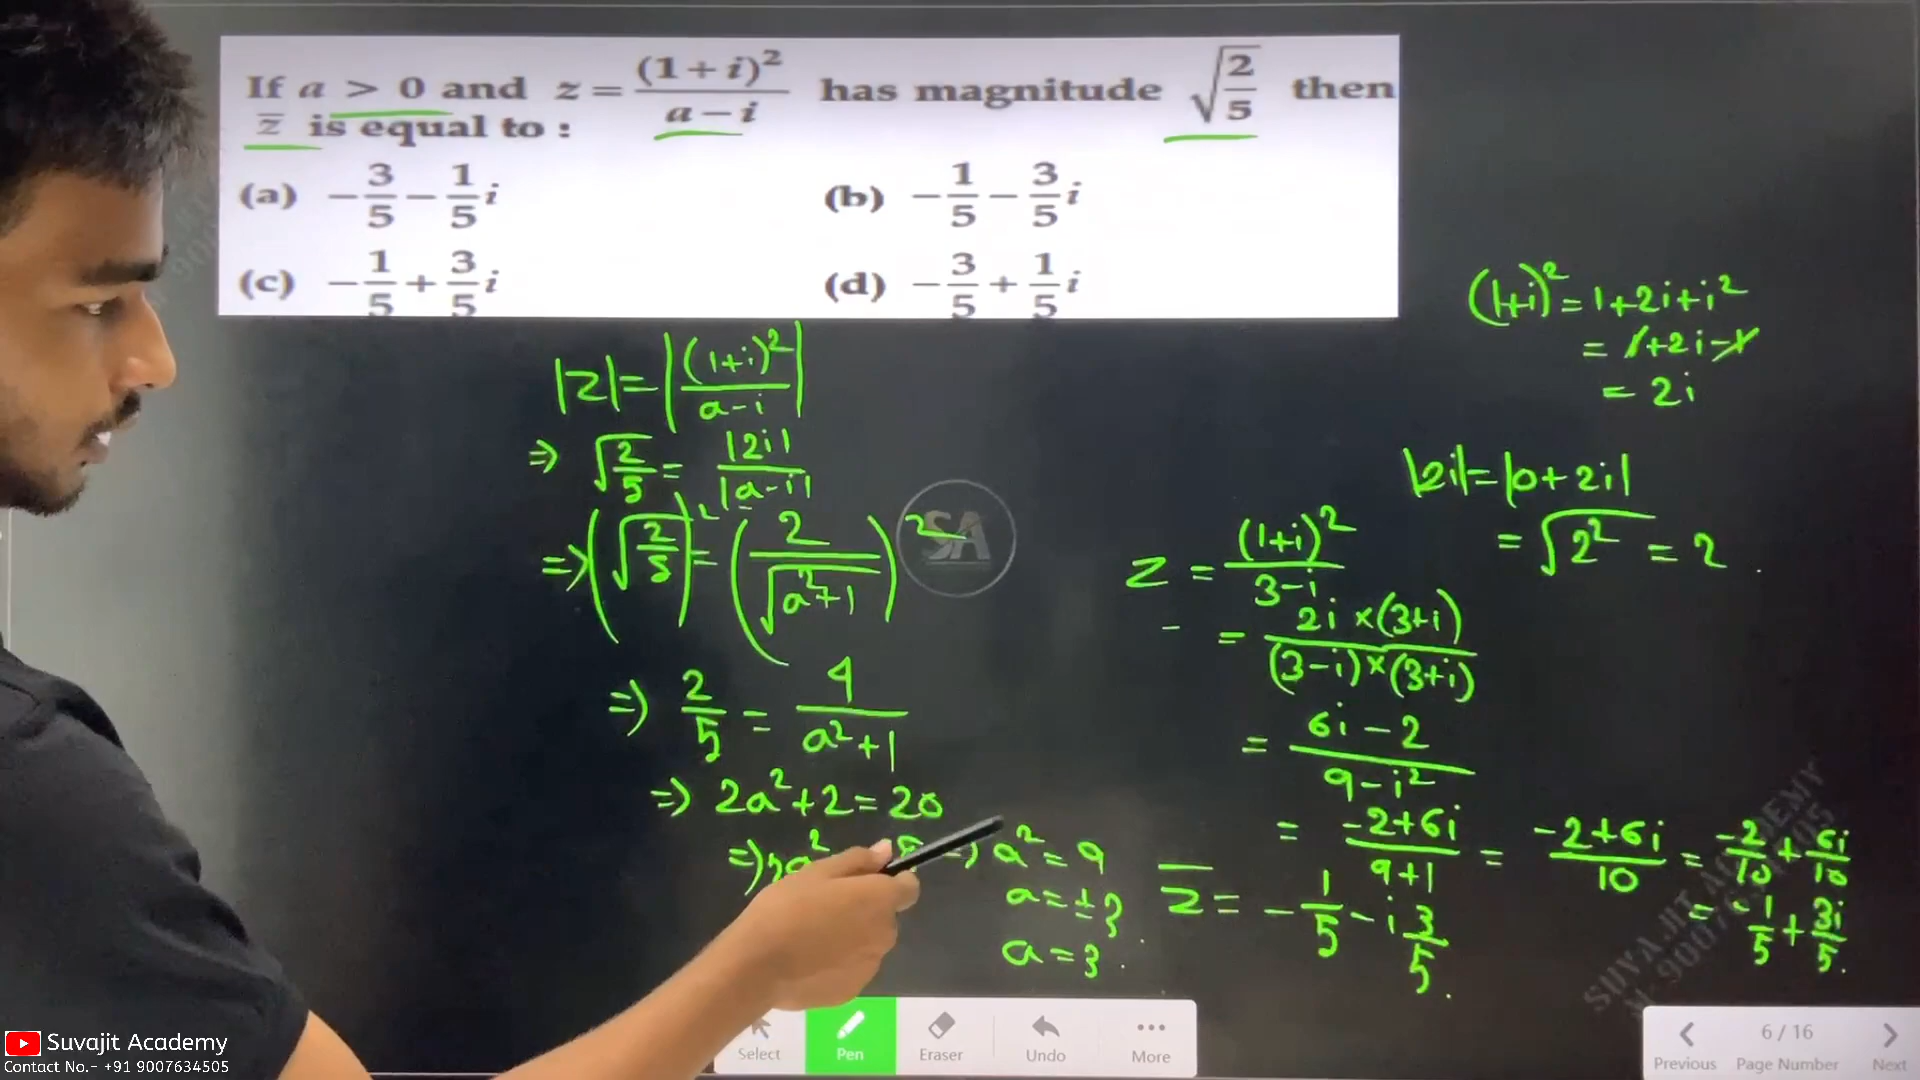 If a > 0 and z = (1+i)²/(a−i) has magnitude √(2/5) then
z̅ is equal to :
(a) −3/5 − 1/5 i
(b) −1/5 − 3/5 i
(c) −1/5 + 3/5 i
(d) −3/5 + 1/5 i
|z| = |(1+i)²/(a−i)|
⇒ √(2/5) = |2i|/|a−i|
⇒ (√(2/5))² = (2/√(a²+1))²
⇒ 2/5 = 4/(a²+1)
⇒ 2a²+2 = 20
⇒ a² = 9
a = ±3
a = 3.
(1+i)² = 1+2i+i²
= 1+2i−1
= 2i
|2i| = |0+2i|
= √2² = 2.
z = (1+i)²/(3−i)
= 2i×(3+i)/(3−i)×(3+i)
= (6i−2)/(9−i²)
= (−2+6i)/(9+1) = (−2+6i)/10 = −2/10 + 6i/10
= −1/5 + 3i/5.
z̅ = −1/5 − i 3/5.
SA
SUVAJIT ACADEMY
Select
Pen
Eraser
Undo
More
Previous
6 / 16
Page Number
Next
Suvajit Academy
Contact No.- +91 9007634505